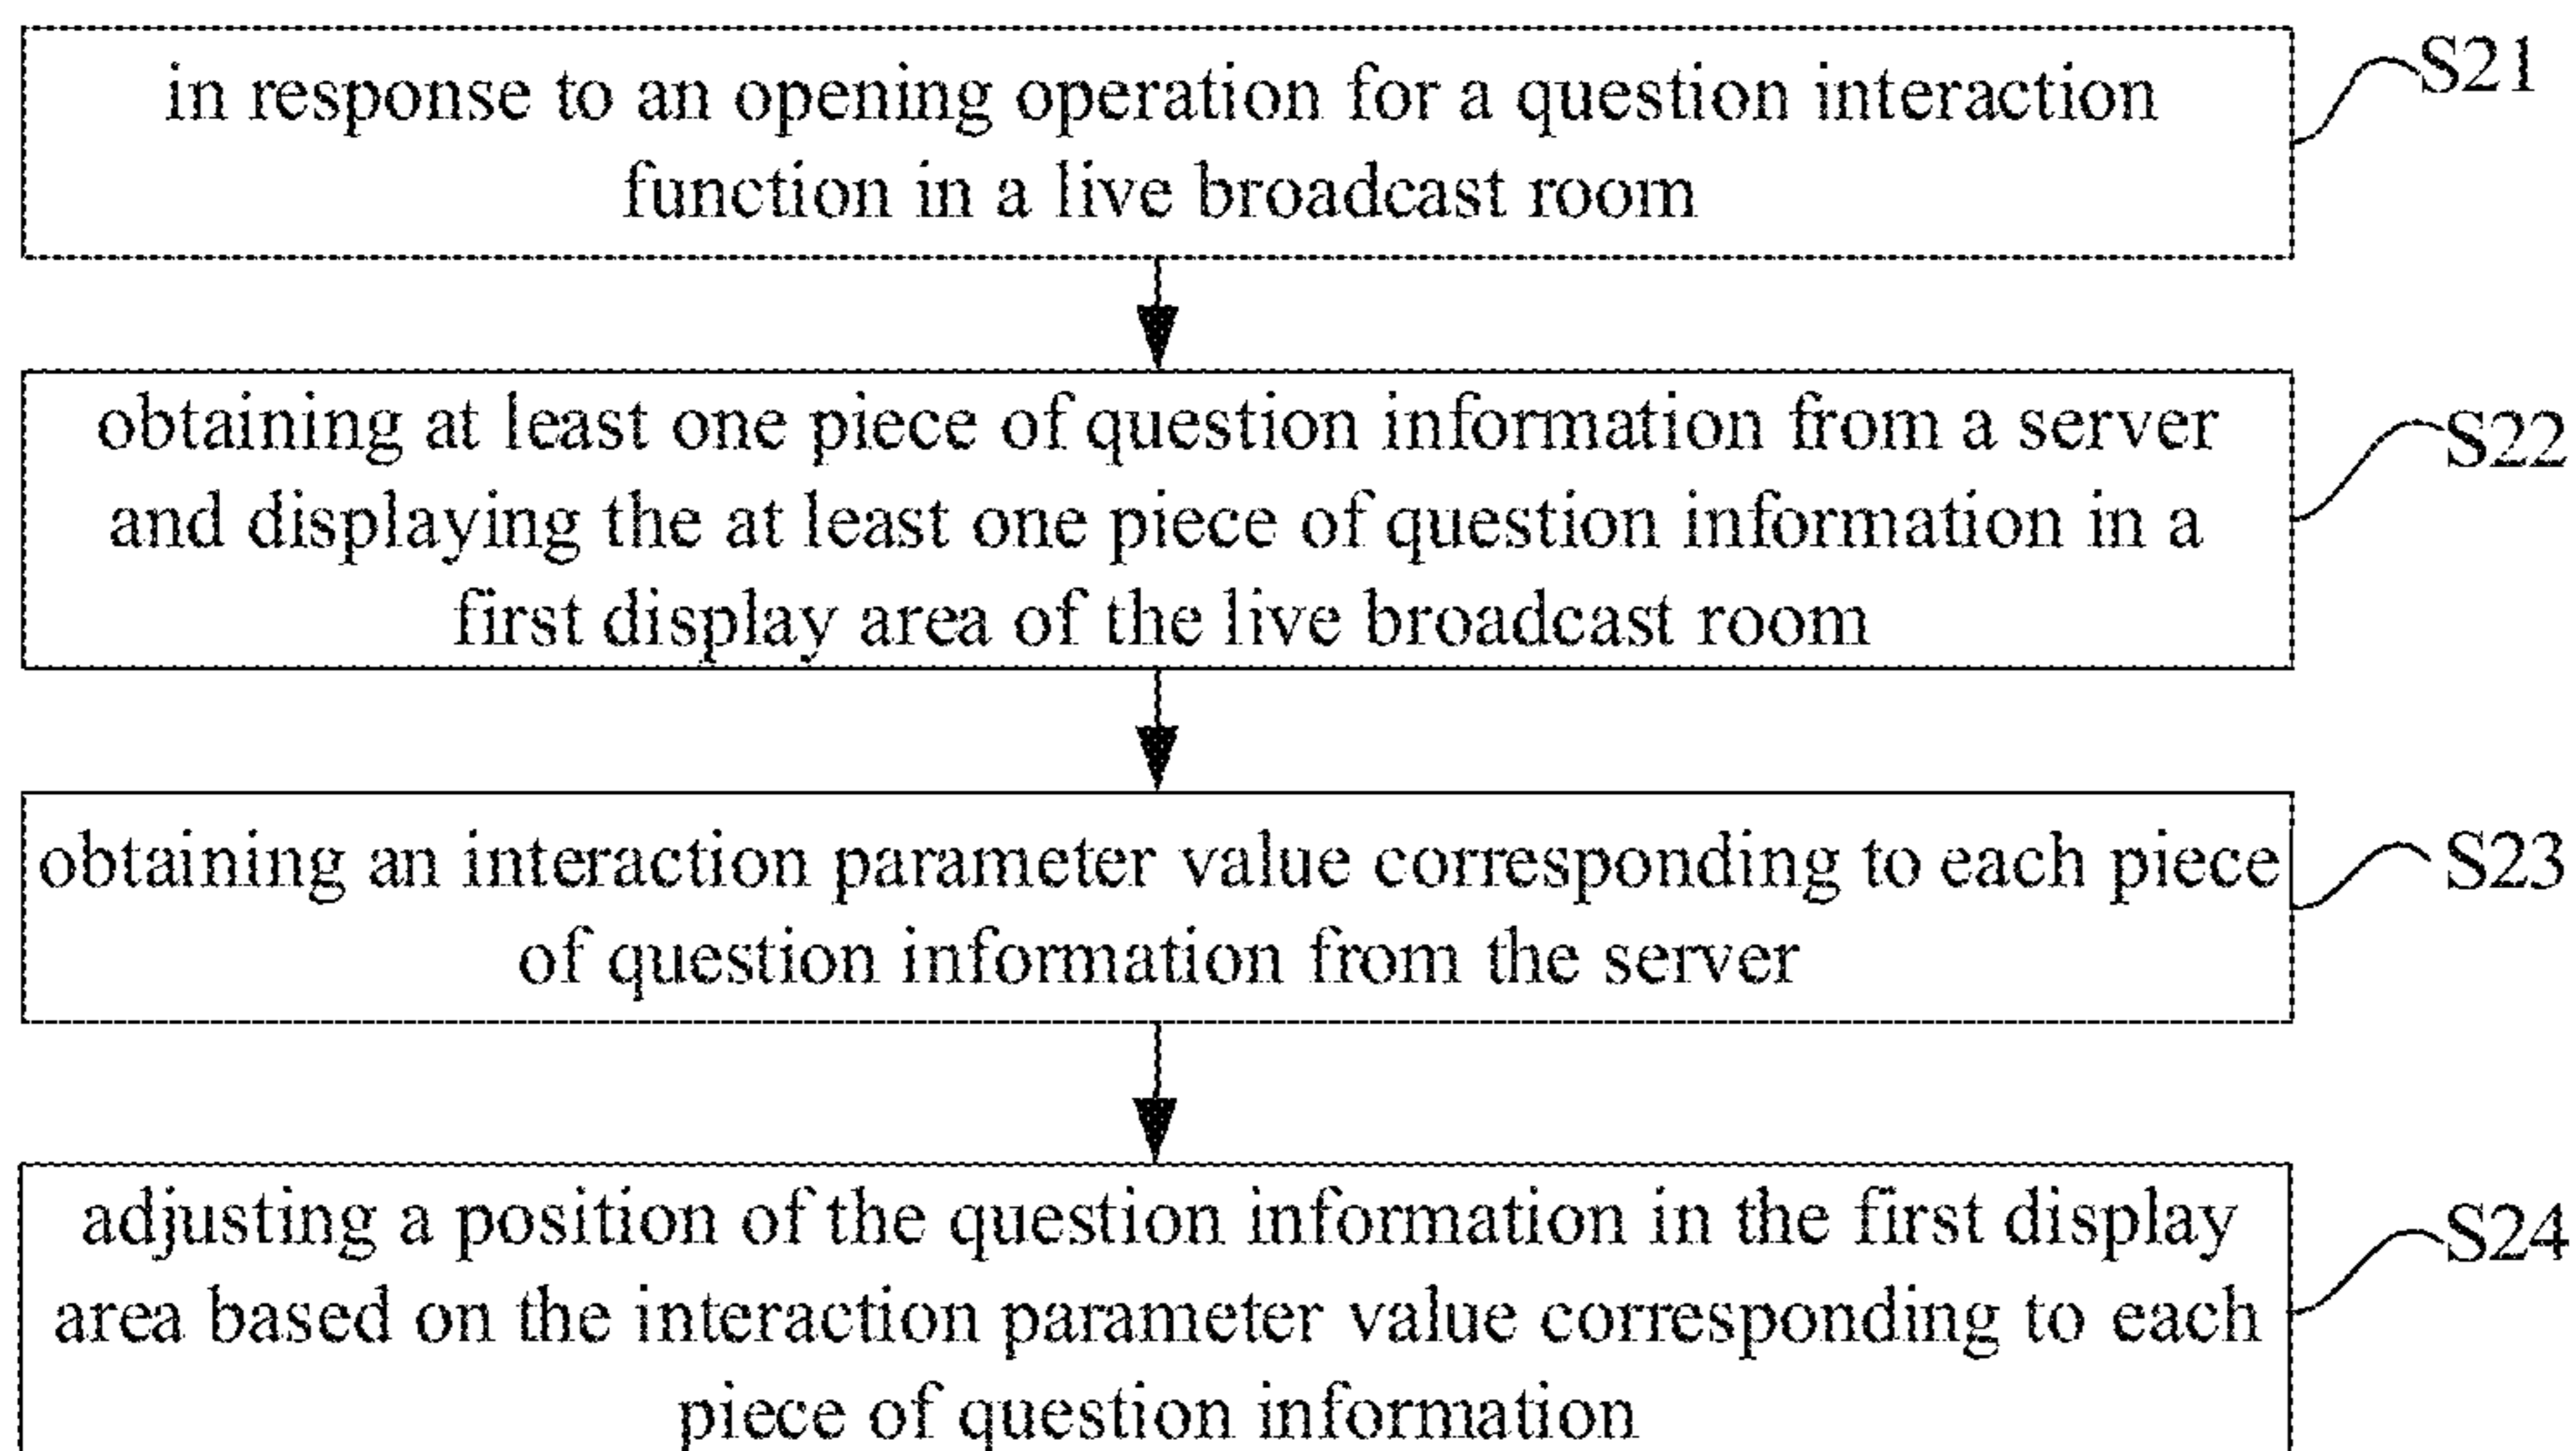 in response to an opening operation for a question interaction
function in a live broadcast room
S21
obtaining at least one piece of question information from a server
and displaying the at least one piece of question information in a
first display area of the live broadcast room
S22
obtaining an interaction parameter value corresponding to each piece
of question information from the server
S23
adjusting a position of the question information in the first display
area based on the interaction parameter value corresponding to each
piece of question information
S24